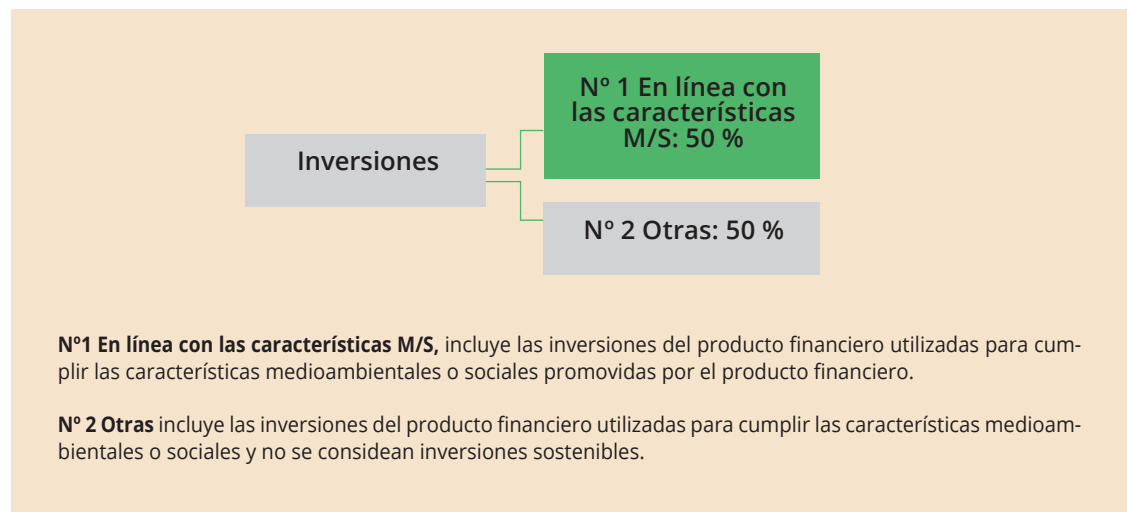 Nº 1 En línea con
las características
M/S: 50 %
Inversiones
Nº 2 Otras: 50 %
Nº1 En línea con las características M/S, incluye las inversiones del producto financiero utilizadas para cum-
plir las características medioambientales o sociales promovidas por el producto financiero.
Nº 2 Otras incluye las inversiones del producto financiero utilizadas para cumplir las características medioam-
bientales o sociales y no se considean inversiones sostenibles.